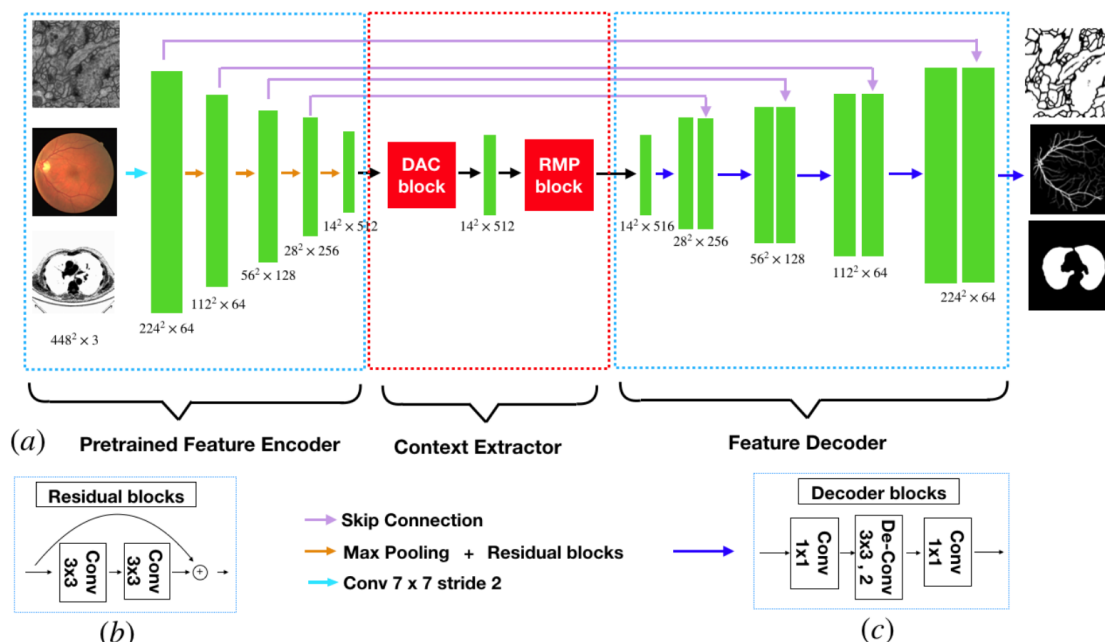 DAC
block
RMP
block
14² × 512
14² × 512
14² × 516
28² × 256
28² × 256
56² × 128
56² × 128
112² × 64
112² × 64
224² × 64
224² × 64
448² × 3
(a)
Pretrained Feature Encoder
Context Extractor
Feature Decoder
Residual blocks
Conv
3x3
Conv
3x3
+
(b)
Skip Connection
Max Pooling + Residual blocks
Conv 7 x 7 stride 2
Decoder blocks
Conv
1x1
De-Conv
3x3 , 2
Conv
1x1
(c)